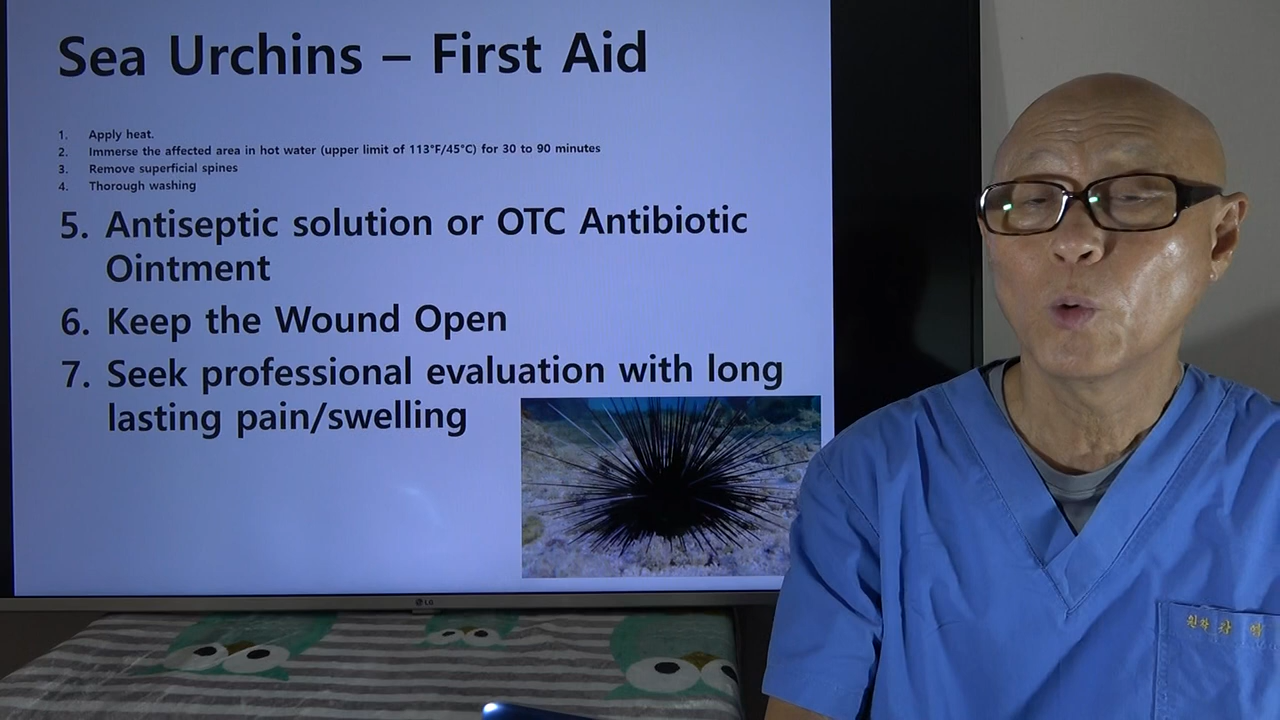 Sea Urchins – First Aid
1. Apply heat.
2. Immerse the affected area in hot water (upper limit of 113°F/45°C) for 30 to 90 minutes
3. Remove superficial spines
4. Thorough washing
5. Antiseptic solution or OTC Antibiotic
Ointment
6. Keep the Wound Open
7. Seek professional evaluation with long
lasting pain/swelling
LG